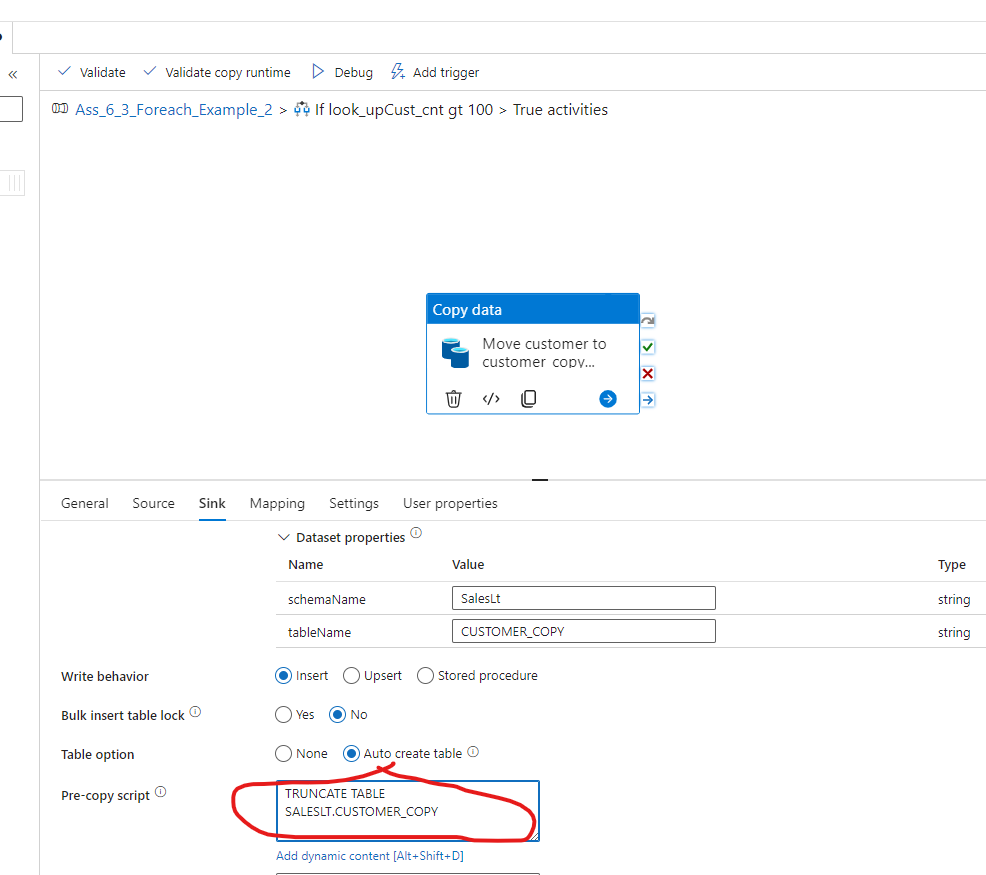 Validate Validate copy runtime Debug Add trigger
Ass_6_3_Foreach_Example_2 > If look_upCust_cnt gt 100 > True activities
Copy data
Move customer to
customer copy...
General Source Sink Mapping Settings User properties
Dataset properties
Name Value Type
schemaName SalesLt string
tableName CUSTOMER_COPY string
Write behavior Insert Upsert Stored procedure
Bulk insert table lock Yes No
Table option None Auto create table
Pre-copy script TRUNCATE TABLE
SALESLT.CUSTOMER_COPY
Add dynamic content [Alt+Shift+D]